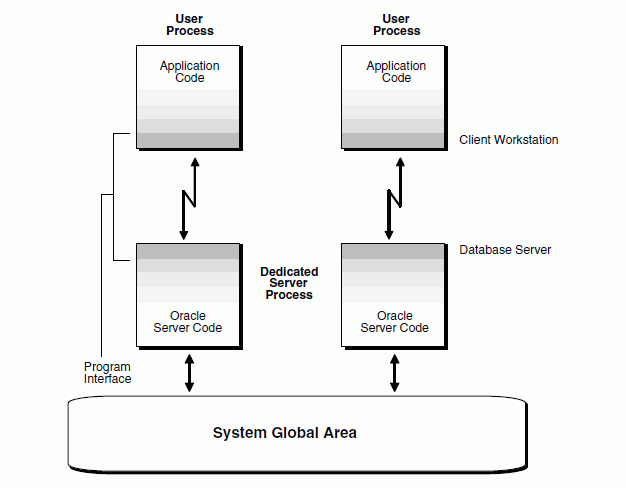 User
Process
User
Process
Application
Code
Application
Code
Client Workstation
Database Server
Dedicated
Server
Process
Oracle
Server Code
Oracle
Server Code
Program
Interface
System Global Area